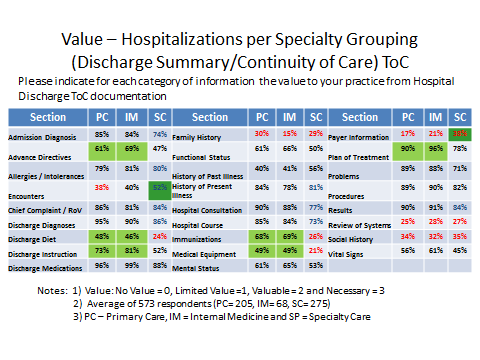 Value – Hospitalizations per Specialty Grouping
(Discharge Summary/Continuity of Care) ToC
Please indicate for each category of information the value to your practice from Hospital
Discharge ToC documentation
Section PC IM SC Section PC IM SC Section PC IM SC
Admission Diagnosis 85% 84% 74% Family History 30% 15% 29% Payer Information 17% 21% 38%
Advance Directives 61% 69% 47% Functional Status 61% 66% 50% Plan of Treatment 90% 96% 78%
Allergies / Intolerances 79% 81% 80% History of Past Illness 40% 41% 56% Problems 89% 88% 71%
Encounters 38% 40% 52% History of Present Illness 84% 78% 81% Procedures 89% 90% 82%
Chief Complaint / RoV 86% 81% 84% Hospital Consultation 90% 88% 77% Results 90% 91% 84%
Discharge Diagnoses 95% 90% 86% Hospital Course 85% 84% 73% Review of Systems 25% 28% 27%
Discharge Diet 48% 46% 24% Immunizations 68% 69% 26% Social History 34% 32% 35%
Discharge Instruction 73% 81% 52% Medical Equipment 49% 49% 21% Vital Signs 56% 61% 45%
Discharge Medications 96% 99% 88% Mental Status 61% 65% 53%
Notes: 1) Value: No Value = 0, Limited Value =1, Valuable = 2 and Necessary = 3
2) Average of 573 respondents (PC= 205, IM= 68, SC= 275)
3) PC – Primary Care, IM = Internal Medicine and SP = Specialty Care